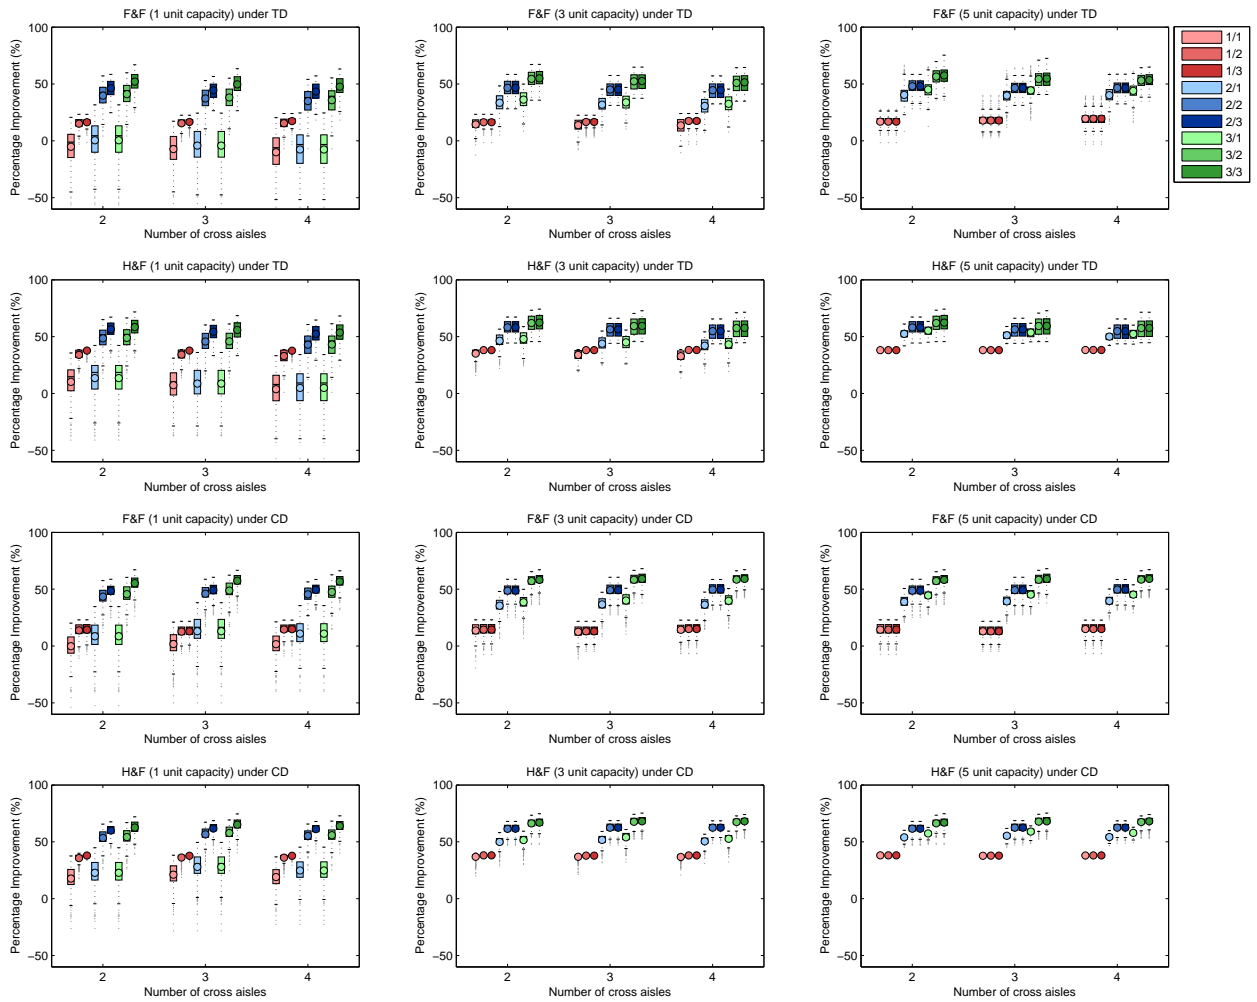 F&F (1 unit capacity) under TD
100
50
0
−50
Percentage Improvement (%)
2
3
4
Number of cross aisles
F&F (3 unit capacity) under TD
100
50
0
−50
Percentage Improvement (%)
2
3
4
Number of cross aisles
F&F (5 unit capacity) under TD
100
50
0
−50
Percentage Improvement (%)
2
3
4
Number of cross aisles
1/1
1/2
1/3
2/1
2/2
2/3
3/1
3/2
3/3
H&F (1 unit capacity) under TD
100
50
0
−50
Percentage Improvement (%)
2
3
4
Number of cross aisles
H&F (3 unit capacity) under TD
100
50
0
−50
Percentage Improvement (%)
2
3
4
Number of cross aisles
H&F (5 unit capacity) under TD
100
50
0
−50
Percentage Improvement (%)
2
3
4
Number of cross aisles
F&F (1 unit capacity) under CD
100
50
0
−50
Percentage Improvement (%)
2
3
4
Number of cross aisles
F&F (3 unit capacity) under CD
100
50
0
−50
Percentage Improvement (%)
2
3
4
Number of cross aisles
F&F (5 unit capacity) under CD
100
50
0
−50
Percentage Improvement (%)
2
3
4
Number of cross aisles
H&F (1 unit capacity) under CD
100
50
0
−50
Percentage Improvement (%)
2
3
4
Number of cross aisles
H&F (3 unit capacity) under CD
100
50
0
−50
Percentage Improvement (%)
2
3
4
Number of cross aisles
H&F (5 unit capacity) under CD
100
50
0
−50
Percentage Improvement (%)
2
3
4
Number of cross aisles